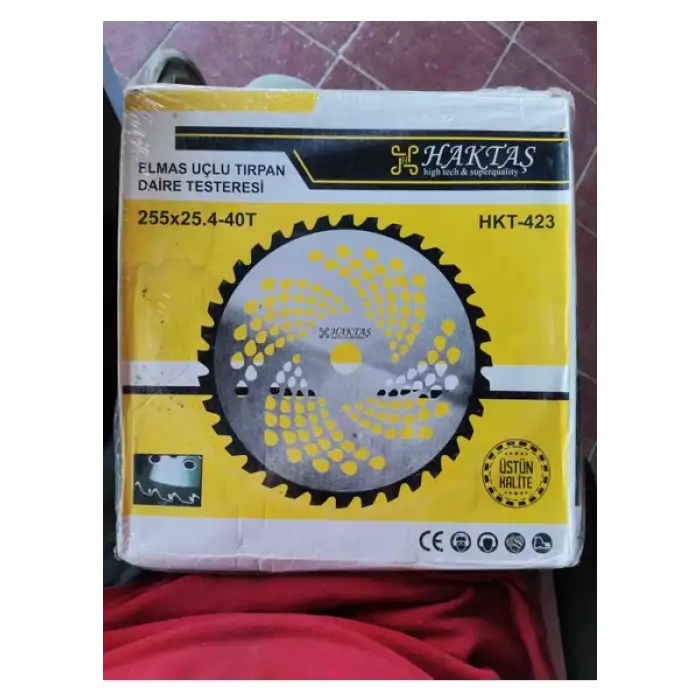 ELMAS UÇLU TIRPAN
DAİRE TESTERESİ
255x25.4-40T
HAKTAŞ
high tech & superquality
HKT-423
HAKTAŞ
ÜSTÜN
KALİTE
CE